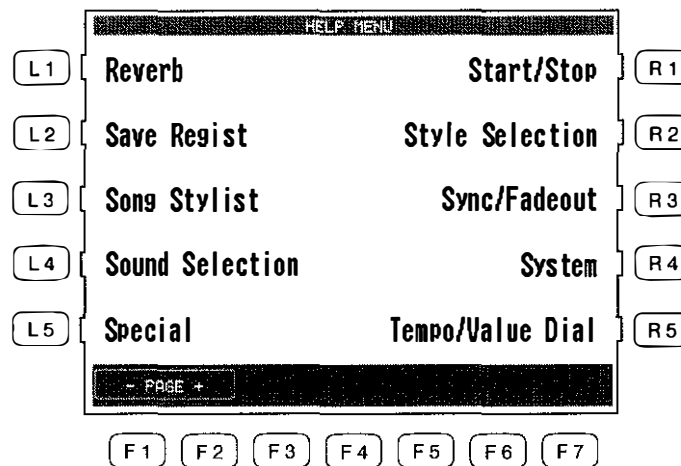 HELP MENU
L1 Reverb Start/Stop R1
L2 Save Regist Style Selection R2
L3 Song Stylist Sync/Fadeout R3
L4 Sound Selection System R4
L5 Special Tempo/Value Dial R5
- PAGE +
F1 F2 F3 F4 F5 F6 F7